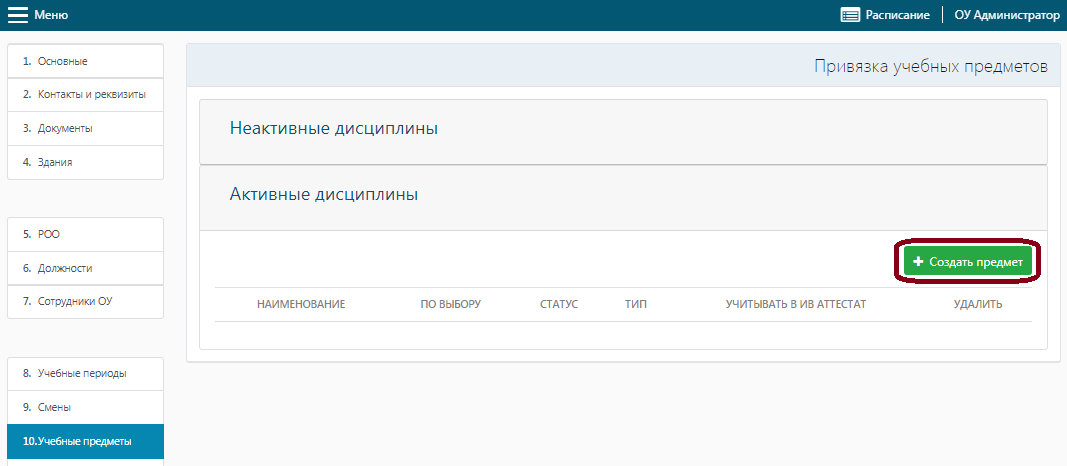 Меню
Расписание
ОУ Администратор
1. Основные
2. Контакты и реквизиты
3. Документы
4. Здания
5. РОО
6. Должности
7. Сотрудники ОУ
8. Учебные периоды
9. Смены
10.Учебные предметы
Привязка учебных предметов
Неактивные дисциплины
Активные дисциплины
+ Создать предмет
НАИМЕНОВАНИЕ ПО ВЫБОРУ СТАТУС ТИП УЧИТЫВАТЬ В ИВ АТТЕСТАТ УДАЛИТЬ